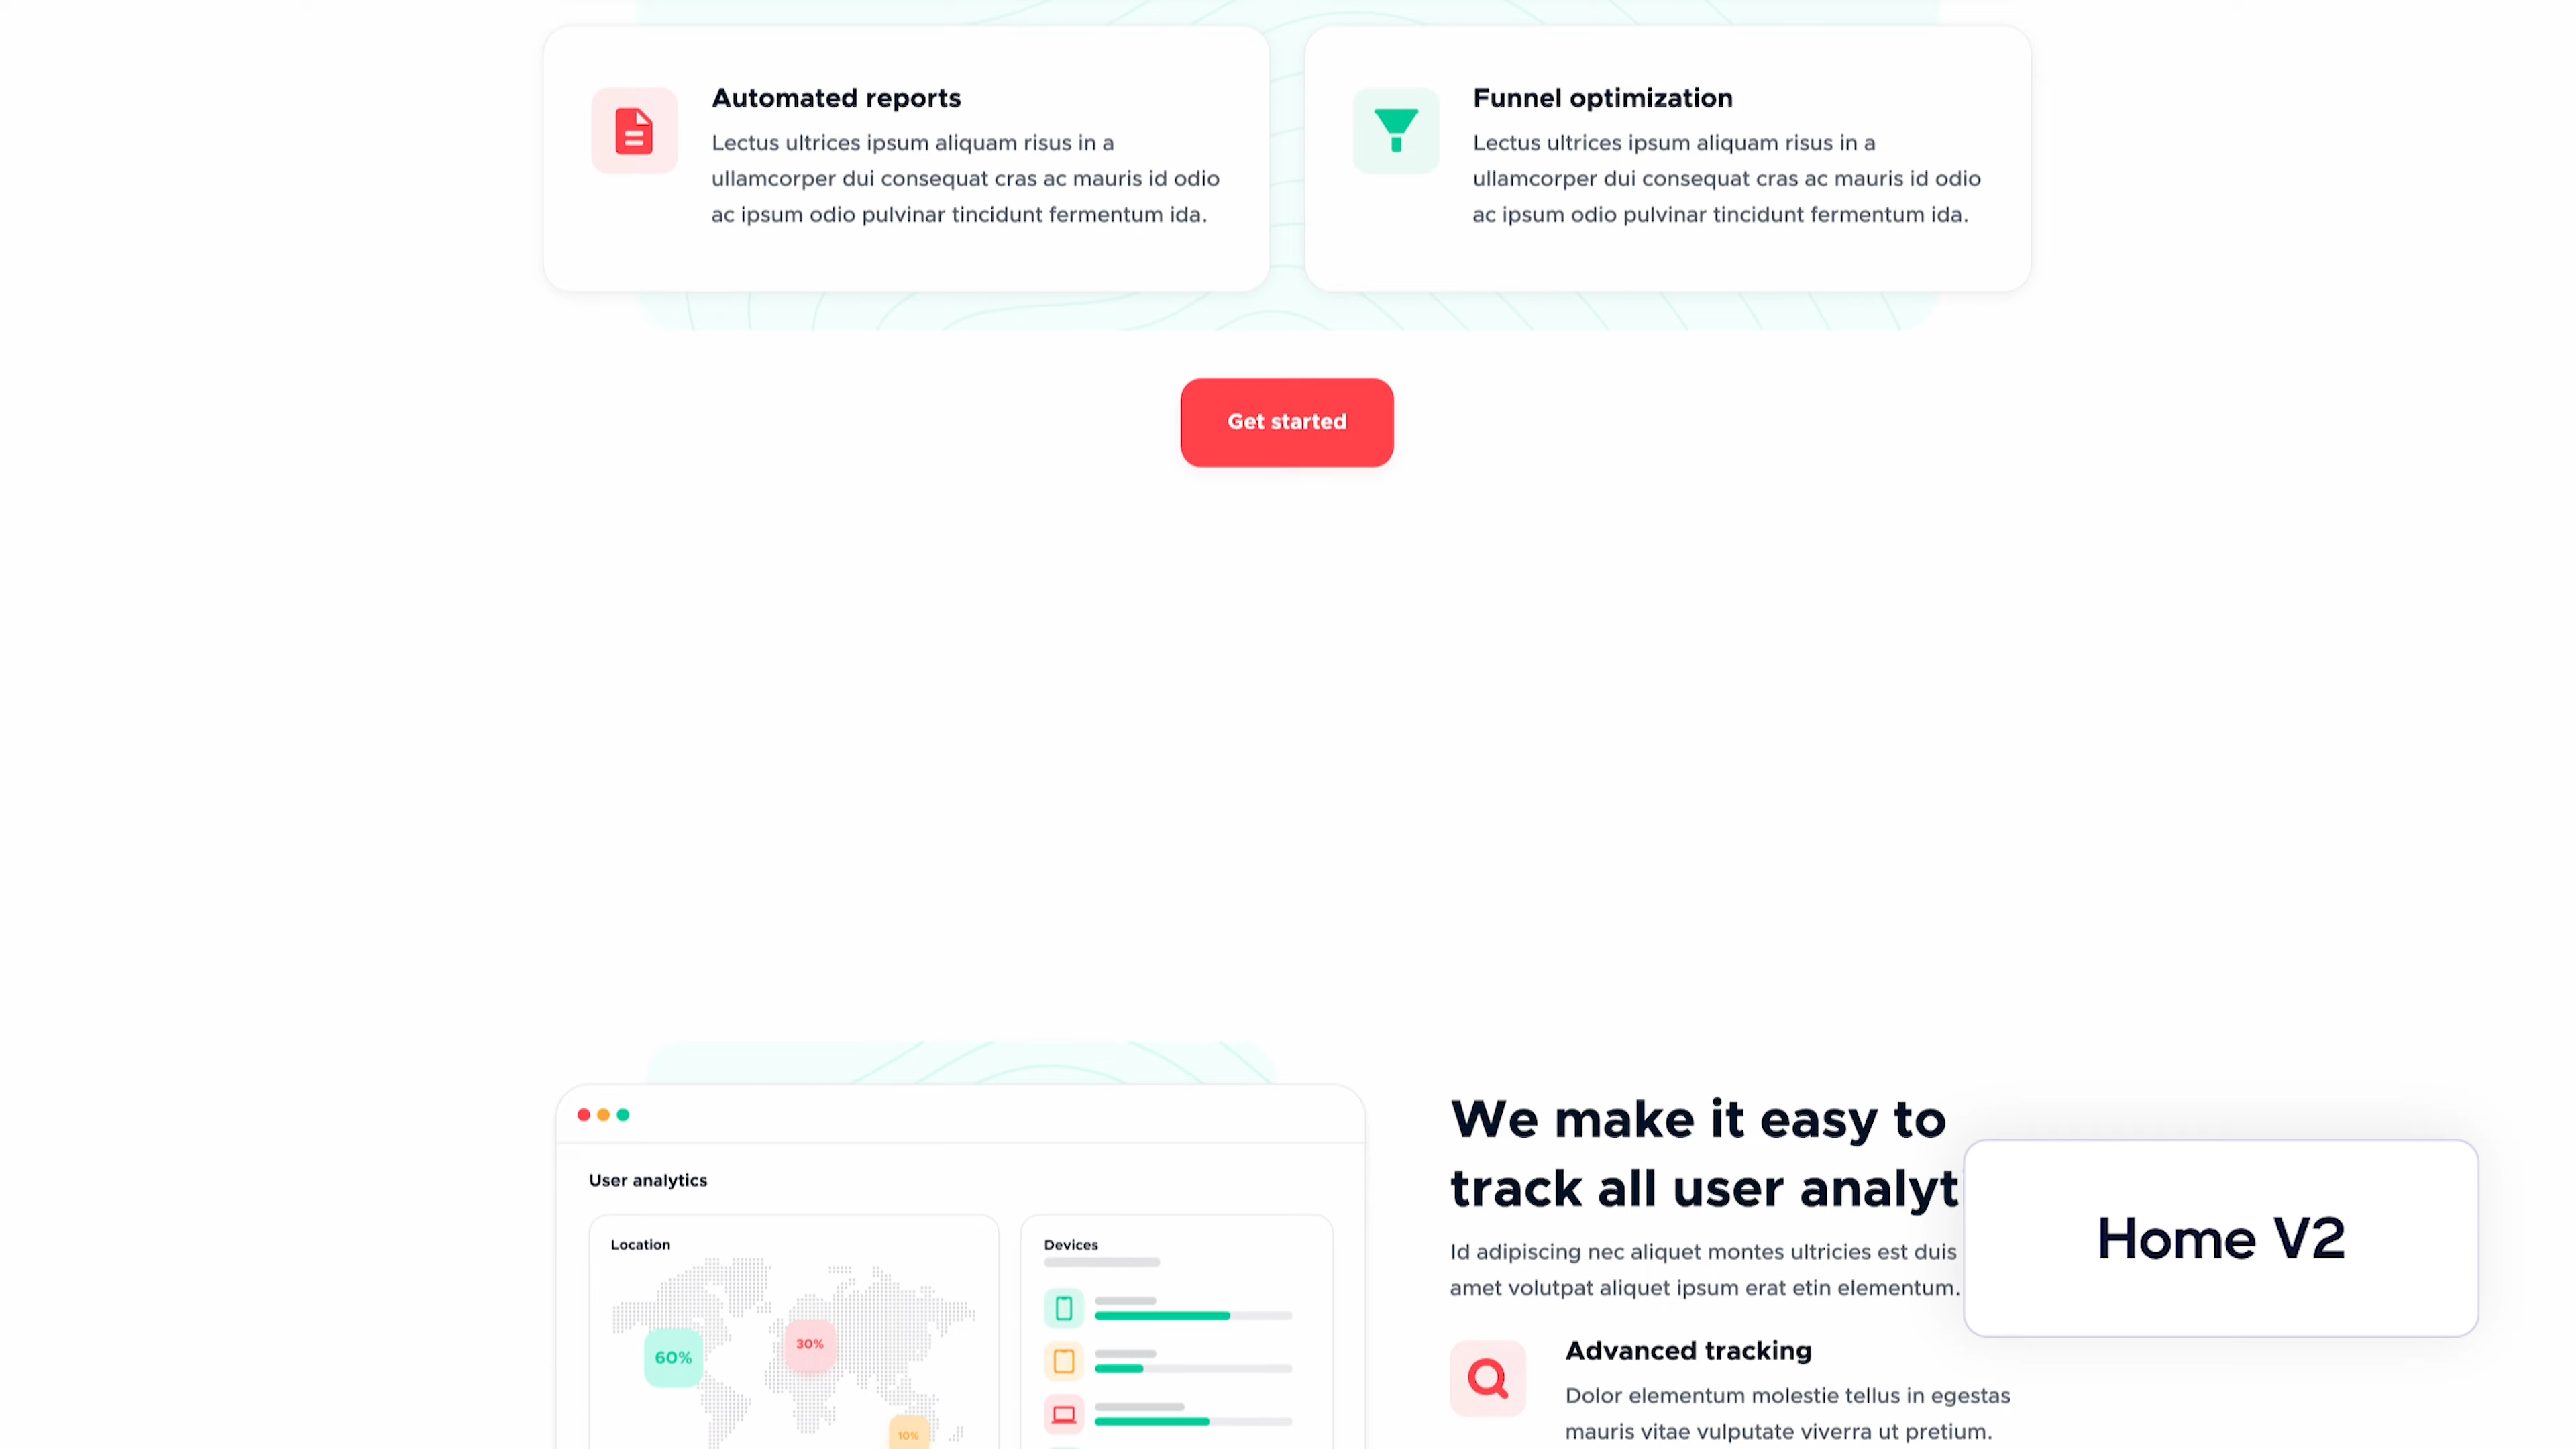 Automated reports
Lectus ultrices ipsum aliquam risus in a
ullamcorper dui consequat cras ac mauris id odio
ac ipsum odio pulvinar tincidunt fermentum ida.
Funnel optimization
Lectus ultrices ipsum aliquam risus in a
ullamcorper dui consequat cras ac mauris id odio
ac ipsum odio pulvinar tincidunt fermentum ida.
Get started
User analytics
Location
60%
30%
10%
Devices
We make it easy to
track all user analyt
Id adipiscing nec aliquet montes ultricies est duis
amet volutpat aliquet ipsum erat etin elementum.
Advanced tracking
Dolor elementum molestie tellus in egestas
mauris vitae vulputate viverra ut pretium.
Home V2